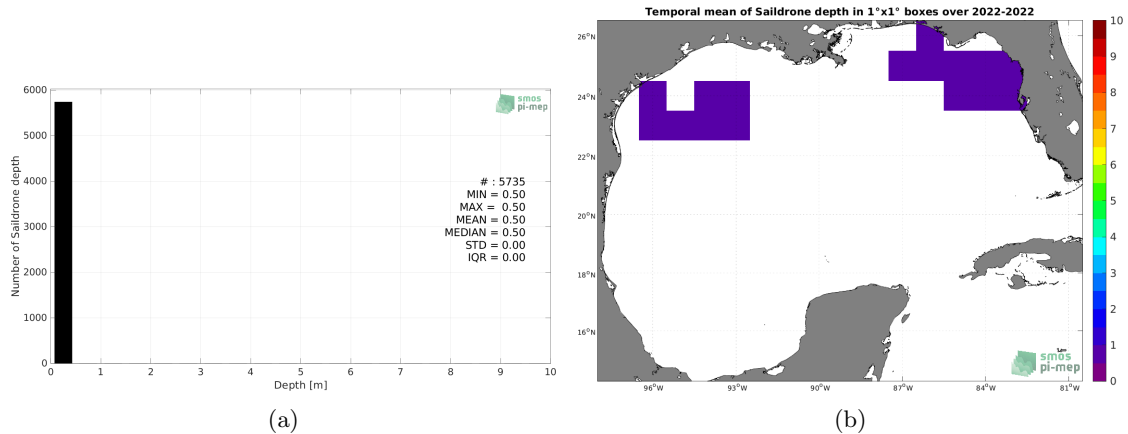 Temporal mean of Saildrone depth in 1°x1° boxes over 2022-2022
6000
5000
4000
3000
2000
1000
0
Number of Saildrone depth
0 1 2 3 4 5 6 7 8 9 10
Depth [m]
smos
pi-mep
# : 5735
MIN = 0.50
MAX = 0.50
MEAN = 0.50
MEDIAN = 0.50
STD = 0.00
IQR = 0.00
(a)
26°N
24°N
22°N
20°N
18°N
16°N
96°W 93°W 90°W 87°W 84°W 81°W
smos
pi-mep
10
9
8
7
6
5
4
3
2
1
0
(b)